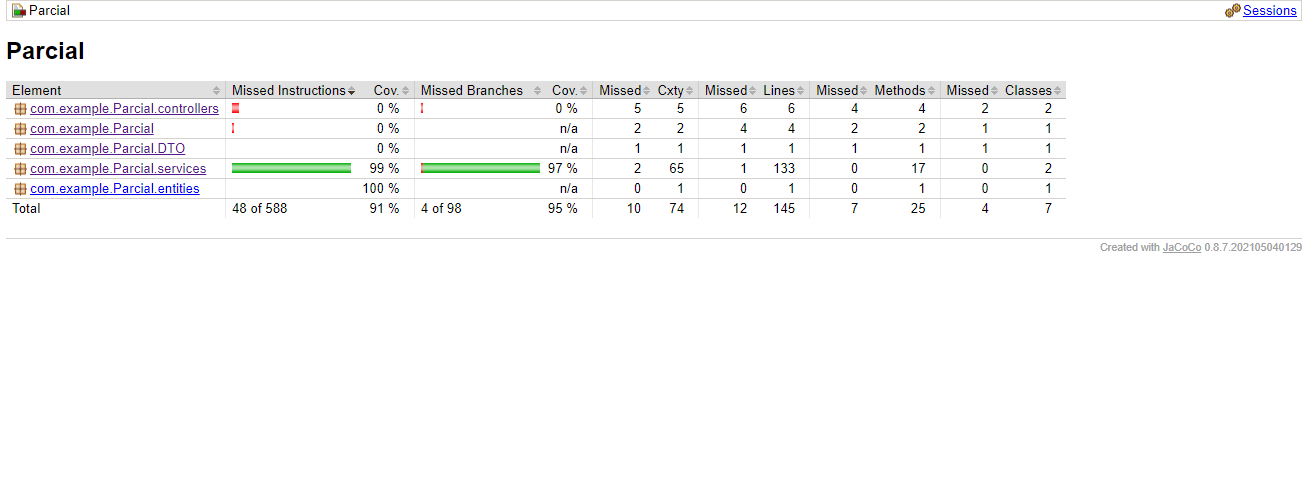 Parcial Sessions
Parcial
Element Missed Instructions Cov. Missed Branches Cov. Missed Cxty Missed Lines Missed Methods Missed Classes
com.example.Parcial.controllers 0 % 0 % 5 5 6 6 4 4 2 2
com.example.Parcial 0 % n/a 2 2 4 4 2 2 1 1
com.example.Parcial.DTO 0 % n/a 1 1 1 1 1 1 1 1
com.example.Parcial.services 99 % 97 % 2 65 1 133 0 17 0 2
com.example.Parcial.entities 100 % n/a 0 1 0 1 0 1 0 1
Total 48 of 588 91 % 4 of 98 95 % 10 74 12 145 7 25 4 7
Created with JaCoCo 0.8.7.202105040129